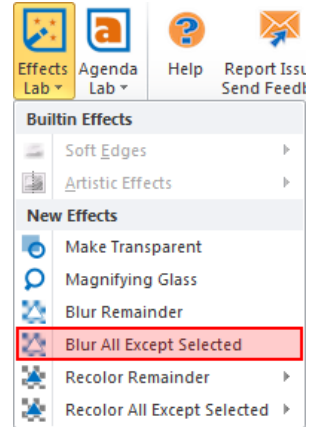 Effects Agenda Help Report Issu
Lab Lab Send Feedb
Builtin Effects
Soft Edges
Artistic Effects
New Effects
Make Transparent
Magnifying Glass
Blur Remainder
Blur All Except Selected
Recolor Remainder
Recolor All Except Selected